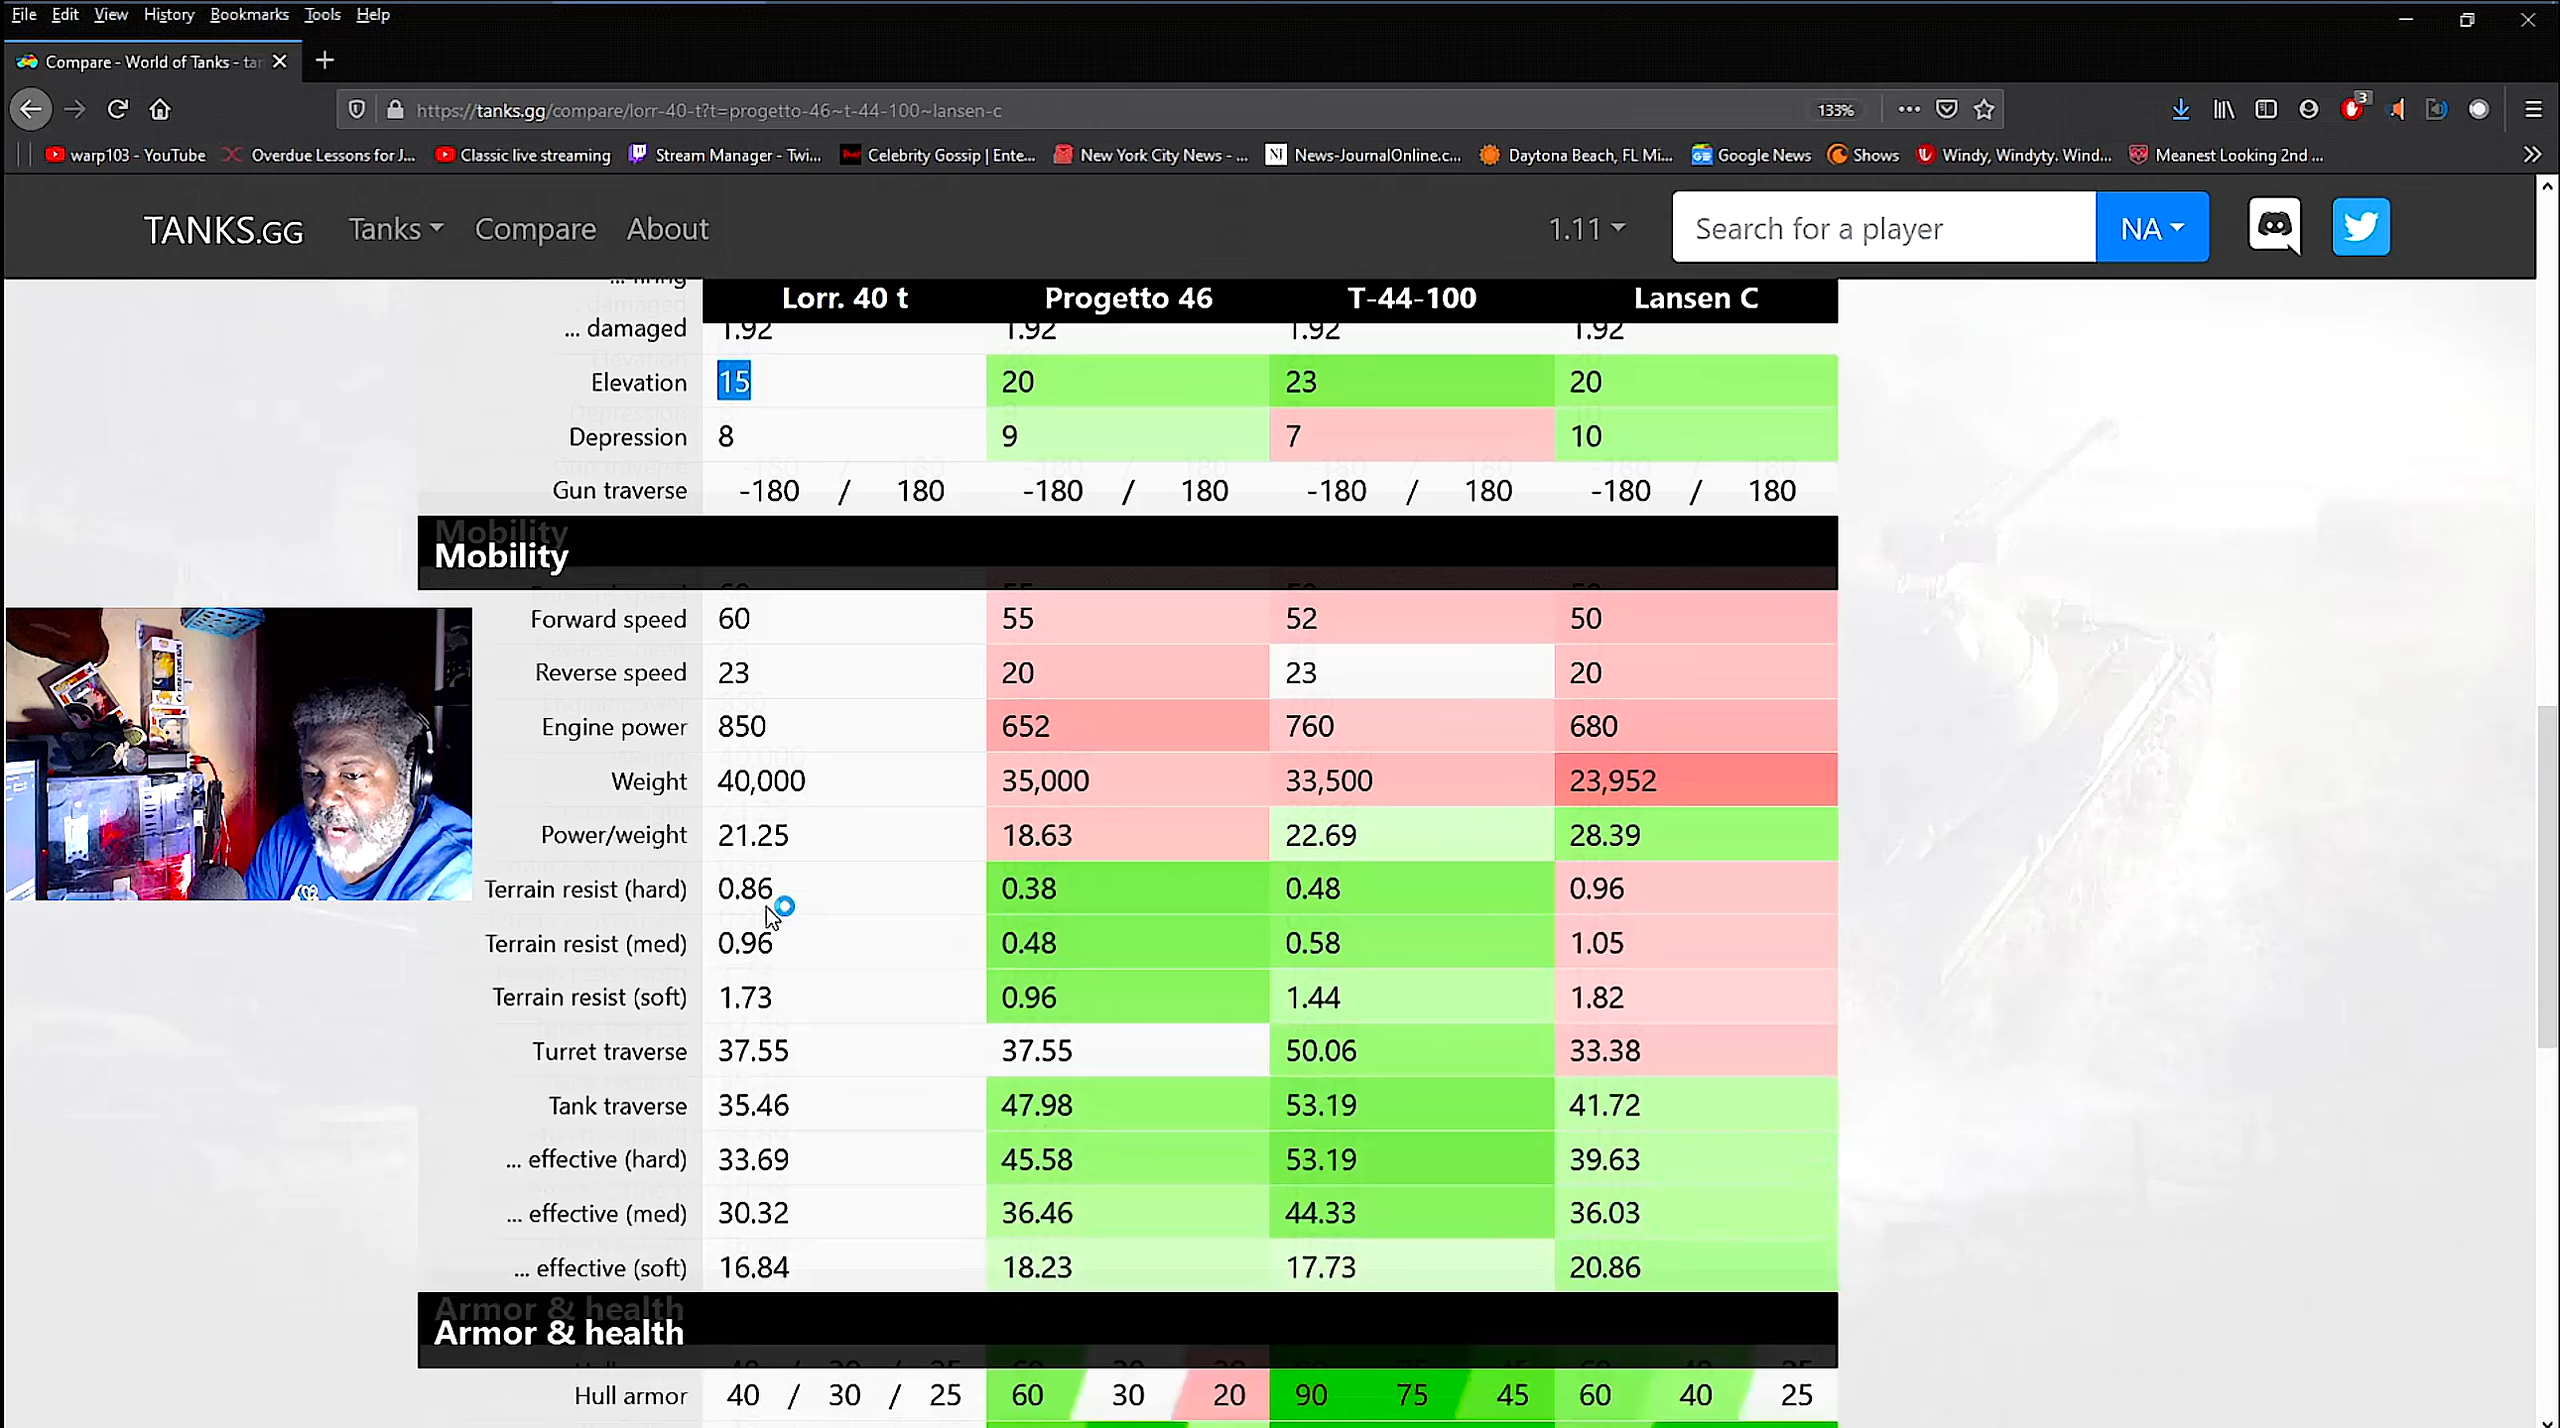 File Edit View History Bookmarks Tools Help
Compare - World of Tanks - tan
https://tanks.gg/compare/lorr-40-t?t=progetto-46~t-44-100~lansen-c 133% 3
warp103 - YouTube Overdue Lessons for J... Classic live streaming Stream Manager - Twi... Celebrity Gossip | Ente... New York City News - ... News-JournalOnline.c... Daytona Beach, FL Mi... Google News Shows Windy, Windyty. Wind... Meanest Looking 2nd ...
TANKS.GG Tanks Compare About 1.11 Search for a player NA
Lorr. 40 t Progetto 46 T-44-100 Lansen C
... damaged 1.92 1.92 1.92 1.92
Elevation 15 20 23 20
Depression 8 9 7 10
Gun traverse -180 / 180 -180 / 180 -180 / 180 -180 / 180
Mobility
Forward speed 60 55 52 50
Reverse speed 23 20 23 20
Engine power 850 652 760 680
Weight 40,000 35,000 33,500 23,952
Power/weight 21.25 18.63 22.69 28.39
Terrain resist (hard) 0.86 0.38 0.48 0.96
Terrain resist (med) 0.96 0.48 0.58 1.05
Terrain resist (soft) 1.73 0.96 1.44 1.82
Turret traverse 37.55 37.55 50.06 33.38
Tank traverse 35.46 47.98 53.19 41.72
... effective (hard) 33.69 45.58 53.19 39.63
... effective (med) 30.32 36.46 44.33 36.03
... effective (soft) 16.84 18.23 17.73 20.86
Armor & health
Hull armor 40 / 30 / 25 60 30 20 90 75 45 60 40 25